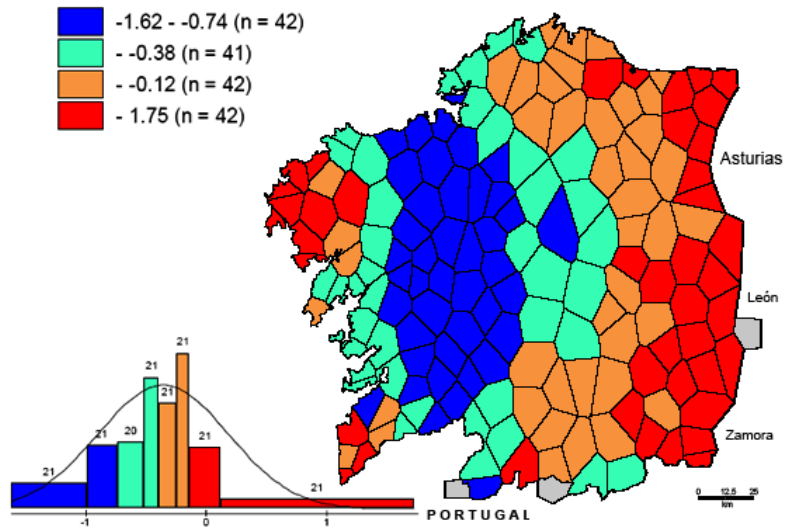 -1.62 - -0.74 (n = 42)
- -0.38 (n = 41)
- -0.12 (n = 42)
- 1.75 (n = 42)
Asturias
León
Zamora
0 12,5 25
km
PORTUGAL
21
21
20
21
21
21
21
21
-1 0 1